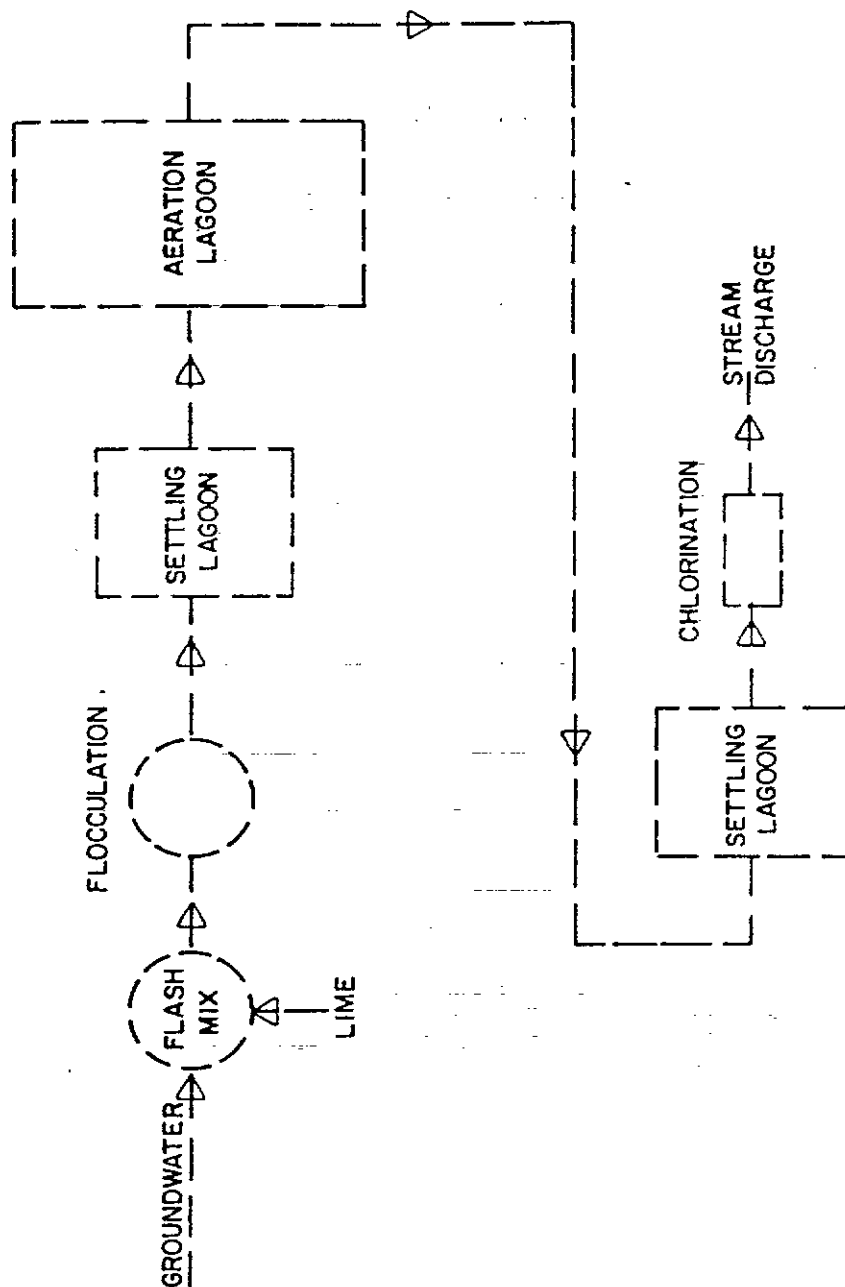 GROUNDWATER
FLASH
MIX
LIME
FLOCCULATION
SETTLING
LAGOON
AERATION
LAGOON
SETTLING
LAGOON
CHLORINATION
STREAM
DISCHARGE